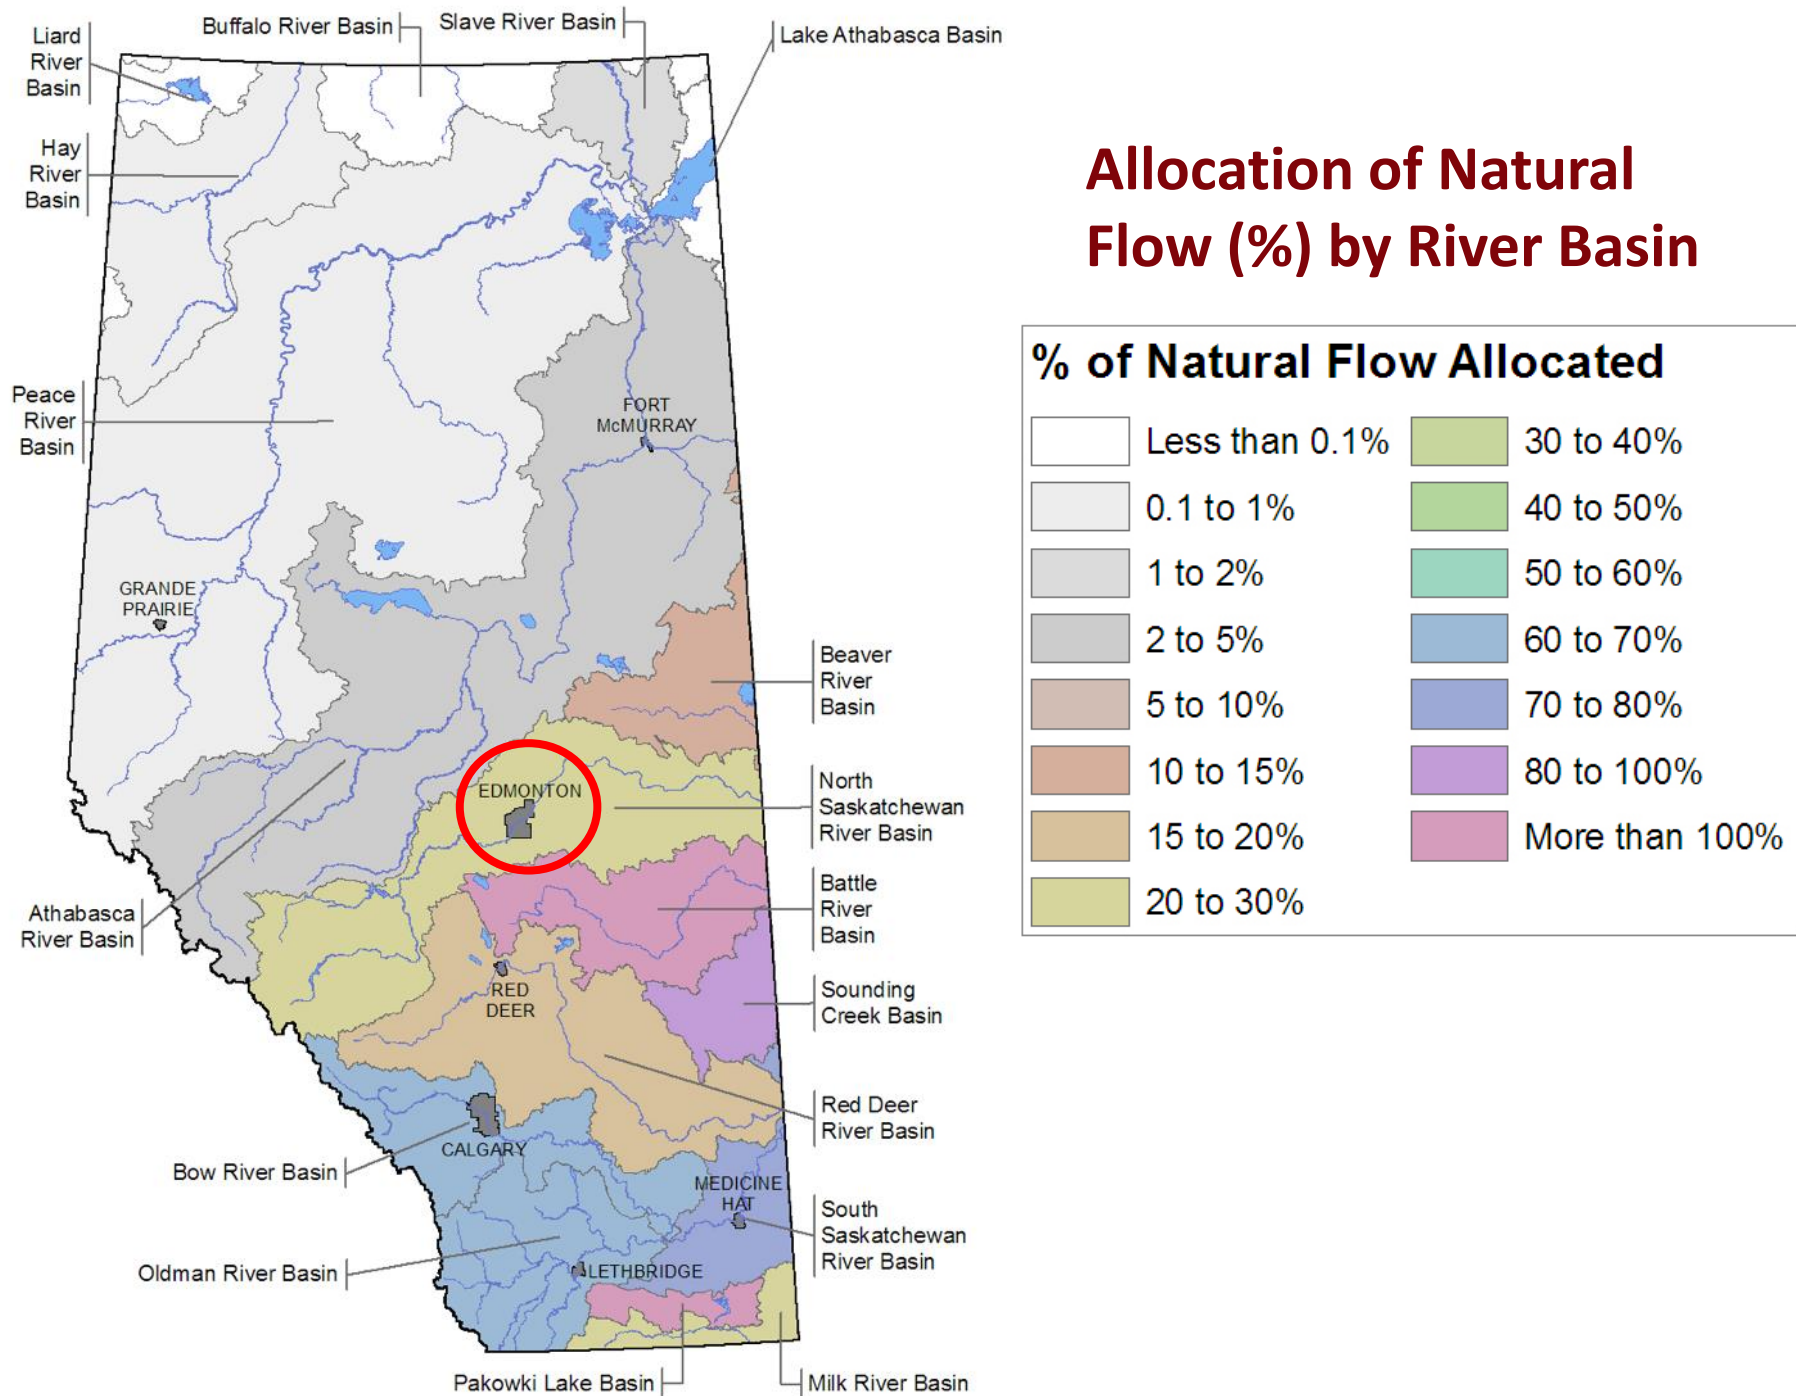 Liard
River
Basin
Buffalo River Basin
Slave River Basin
Lake Athabasca Basin
Hay
River
Basin
Allocation of Natural
Flow (%) by River Basin
% of Natural Flow Allocated
Less than 0.1%
0.1 to 1%
1 to 2%
2 to 5%
5 to 10%
10 to 15%
15 to 20%
20 to 30%
30 to 40%
40 to 50%
50 to 60%
60 to 70%
70 to 80%
80 to 100%
More than 100%
Peace
River
Basin
FORT
McMURRAY
GRANDE
PRAIRIE
Beaver
River
Basin
EDMONTON
North
Saskatchewan
River Basin
Battle
River
Basin
Athabasca
River Basin
RED
DEER
Sounding
Creek Basin
Red Deer
River Basin
CALGARY
Bow River Basin
MEDICINE
HAT
South
Saskatchewan
River Basin
Oldman River Basin
LETHBRIDGE
Pakowki Lake Basin
Milk River Basin